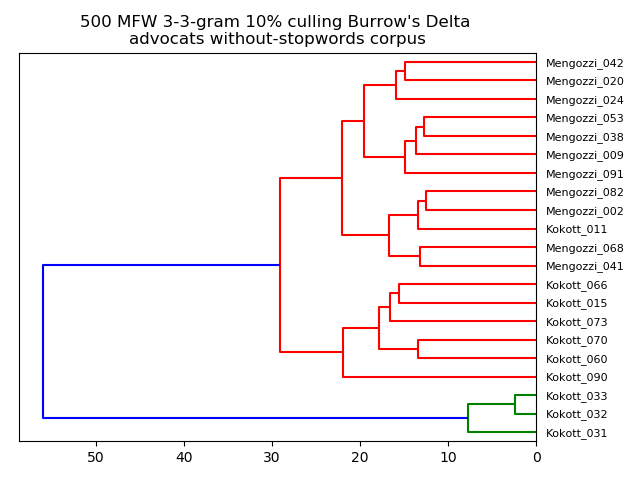 500 MFW 3-3-gram 10% culling Burrow's Delta
advocats without-stopwords corpus
Mengozzi_042
Mengozzi_020
Mengozzi_024
Mengozzi_053
Mengozzi_038
Mengozzi_009
Mengozzi_091
Mengozzi_082
Mengozzi_002
Kokott_011
Mengozzi_068
Mengozzi_041
Kokott_066
Kokott_015
Kokott_073
Kokott_070
Kokott_060
Kokott_090
Kokott_033
Kokott_032
Kokott_031
50 40 30 20 10 0